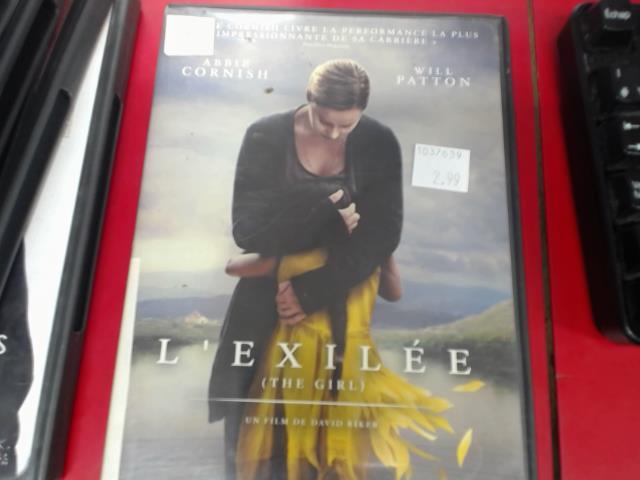 E CORNISH LIVRE LA PERFORMANCE LA PLUS
IMPRESSIONNANTE DE SA CARRIÈRE »
ABBIE
CORNISH
WILL
PATTON
1037639
2.99
L'EXILÉE
(THE GIRL)
UN FILM DE DAVID RIKER
Echap
S